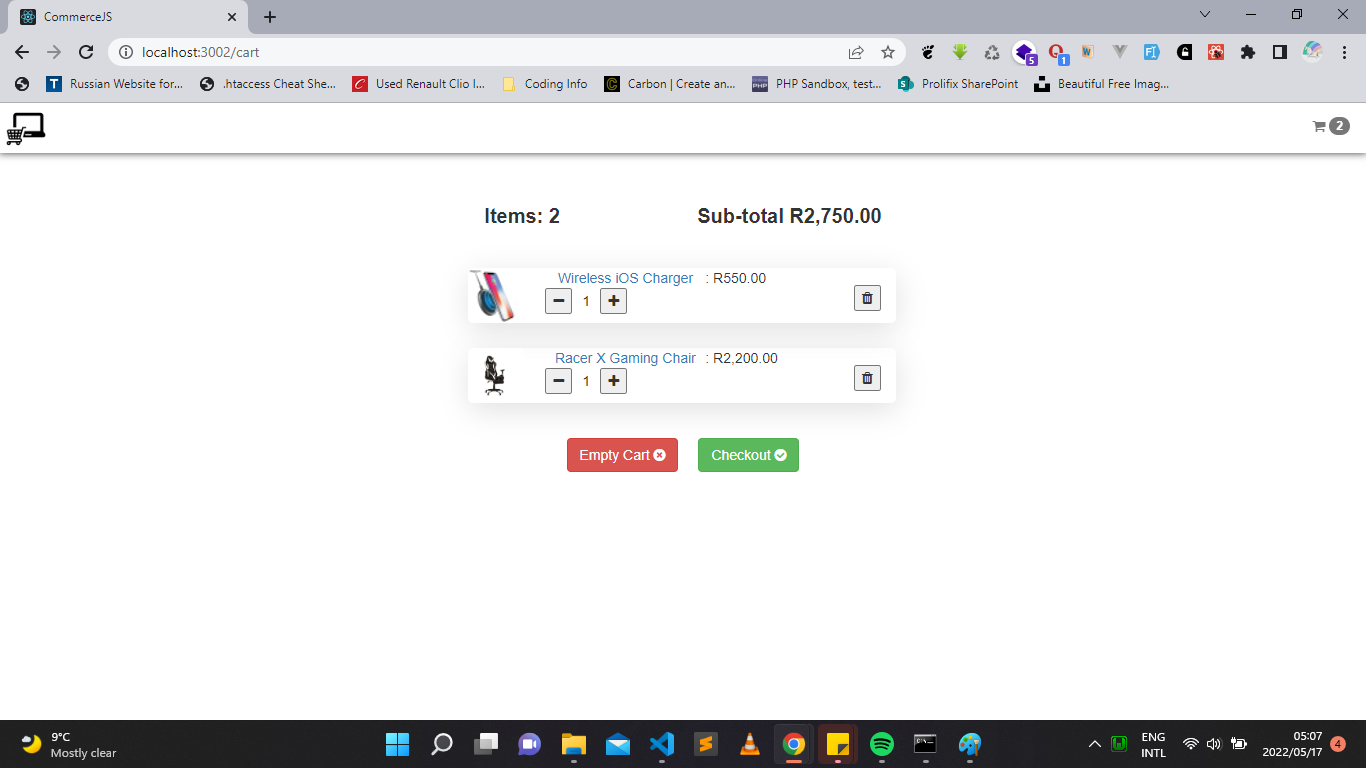 CommerceJS
localhost:3002/cart
5
1
Russian Website for...
.htaccess Cheat She...
Used Renault Clio I...
Coding Info
Carbon | Create an...
PHP Sandbox, test...
Prolifix SharePoint
Beautiful Free Imag...
2
Items: 2
Sub-total R2,750.00
Wireless iOS Charger : R550.00
1
Racer X Gaming Chair : R2,200.00
1
Empty Cart
Checkout
9°C
Mostly clear
ENG
INTL
05:07
2022/05/17
4